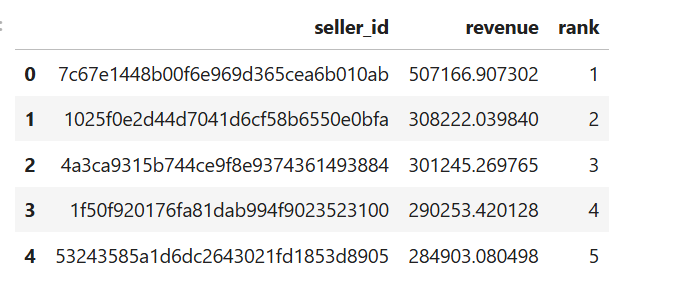 seller_id revenue rank
0 7c67e1448b00f6e969d365cea6b010ab 507166.907302 1
1 1025f0e2d44d7041d6cf58b6550e0bfa 308222.039840 2
2 4a3ca9315b744ce9f8e9374361493884 301245.269765 3
3 1f50f920176fa81dab994f9023523100 290253.420128 4
4 53243585a1d6dc2643021fd1853d8905 284903.080498 5